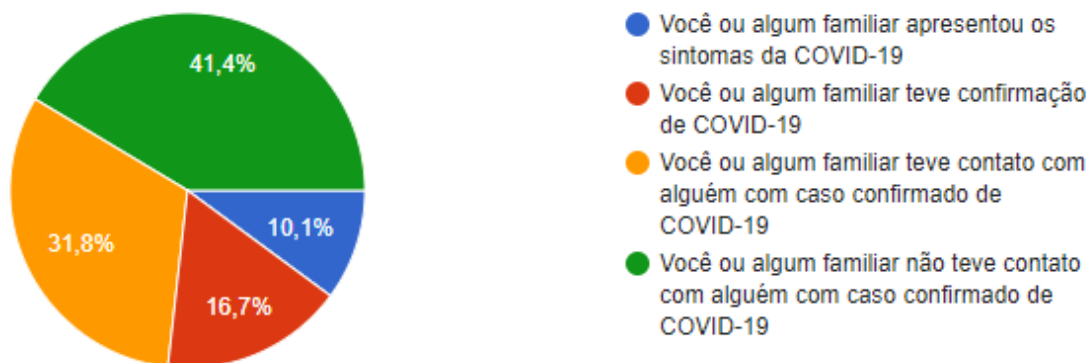 41,4%
31,8%
10,1%
16,7%
Você ou algum familiar apresentou os
sintomas da COVID-19
Você ou algum familiar teve confirmação
de COVID-19
Você ou algum familiar teve contato com
alguém com caso confirmado de
COVID-19
Você ou algum familiar não teve contato
com alguém com caso confirmado de
COVID-19